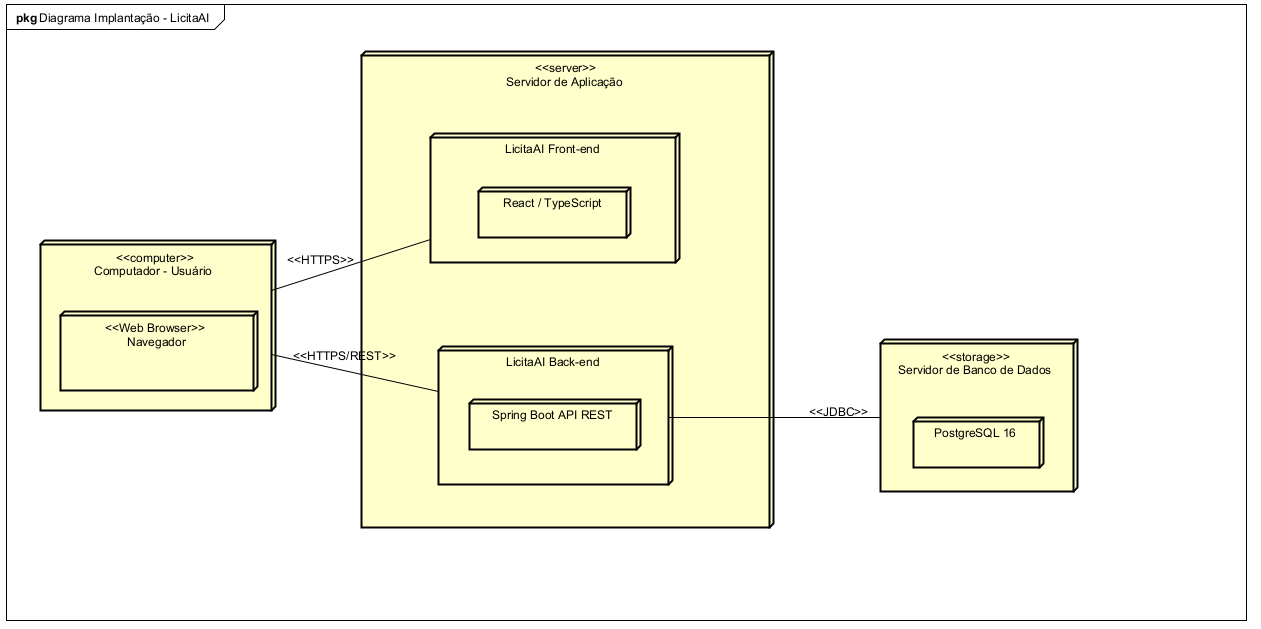 pkg Diagrama Implantação - LicitaAI
<<server>>
Servidor de Aplicação
LicitaAI Front-end
React / TypeScript
<<computer>>
Computador - Usuário
<<HTTPS>>
<<Web Browser>>
Navegador
<<HTTPS/REST>>
LicitaAI Back-end
Spring Boot API REST
<<JDBC>>
<<storage>>
Servidor de Banco de Dados
PostgreSQL 16